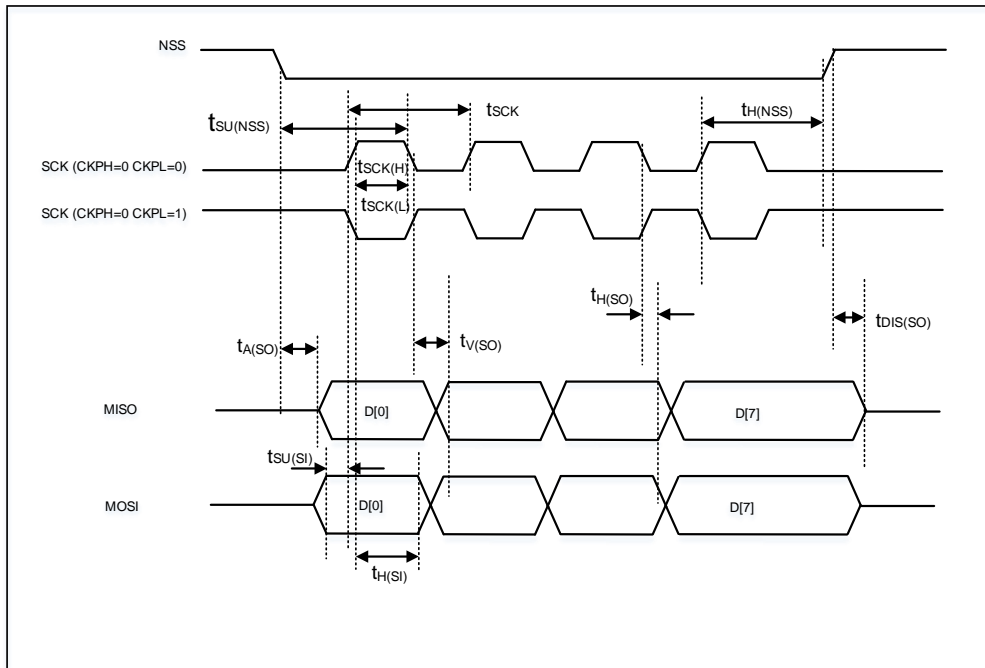 NSS
tSCK
tH(NSS)
tSU(NSS)
SCK (CKPH=0 CKPL=0)
tSCK(H)
tSCK(L)
SCK (CKPH=0 CKPL=1)
tH(SO)
tDIS(SO)
tA(SO)
tV(SO)
MISO
D[0]
D[7]
tSU(SI)
MOSI
D[0]
D[7]
tH(SI)